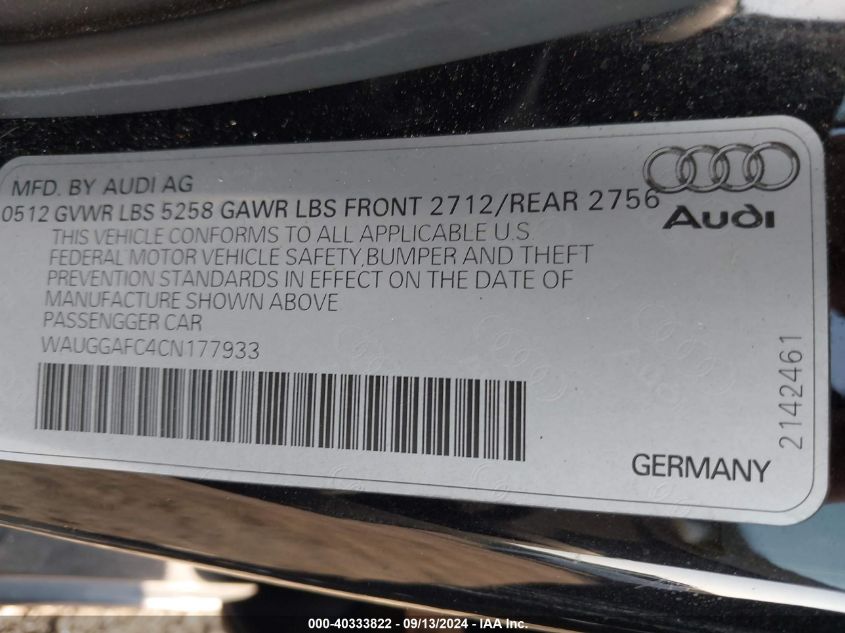 MFD. BY AUDI AG
0512 GVWR LBS 5258 GAWR LBS FRONT 2712/REAR 2756
THIS VEHICLE CONFORMS TO ALL APPLICABLE U.S
FEDERAL MOTOR VEHICLE SAFETY,BUMPER AND THEFT
PREVENTION STANDARDS IN EFFECT ON THE DATE OF
MANUFACTURE SHOWN ABOVE
PASSENGGER CAR
WAUGGAFC4CN177933
Audi
2142461
GERMANY
000-40333822 - 09/13/2024 - IAA Inc.